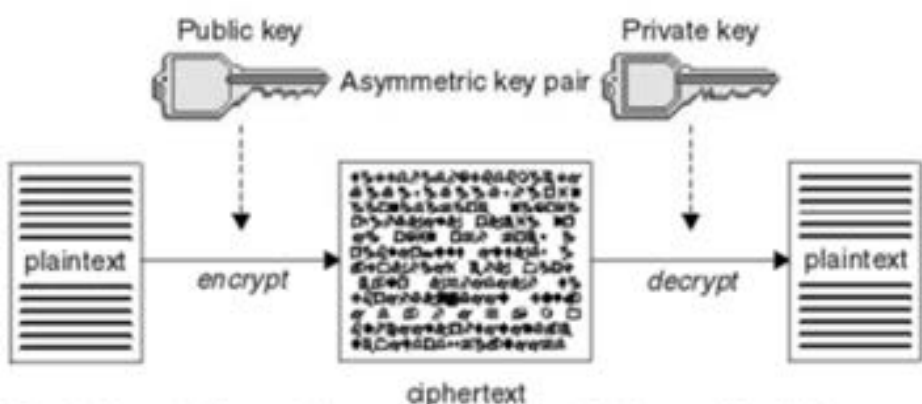 Public key
Private key
Asymmetric key pair
plaintext
encrypt
decrypt
plaintext
ciphertext